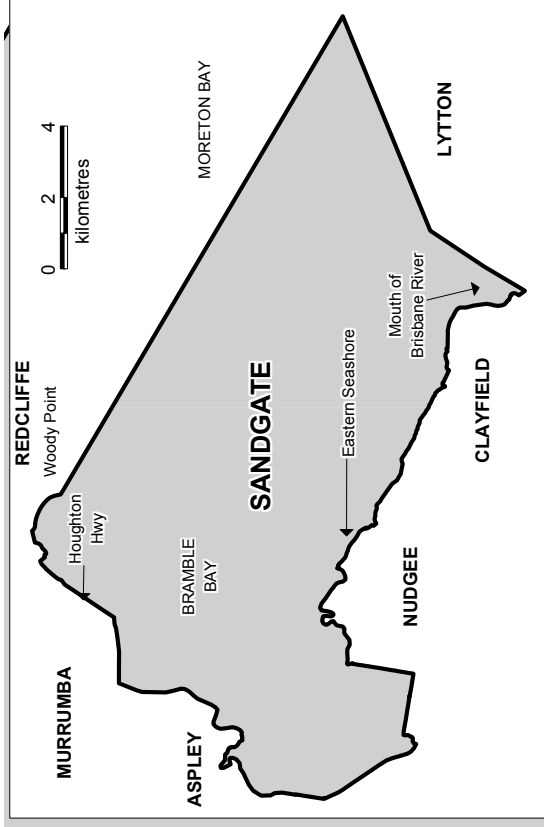 REDCLIFFE
Woody Point
0 2 4
kilometres
MORETON BAY
Houghton
Hwy
MURRUMBA
BRAMBLE
BAY
SANDGATE
Eastern Seashore
Mouth of
Brisbane River
LYTTON
ASPLEY
NUDGEE
CLAYFIELD